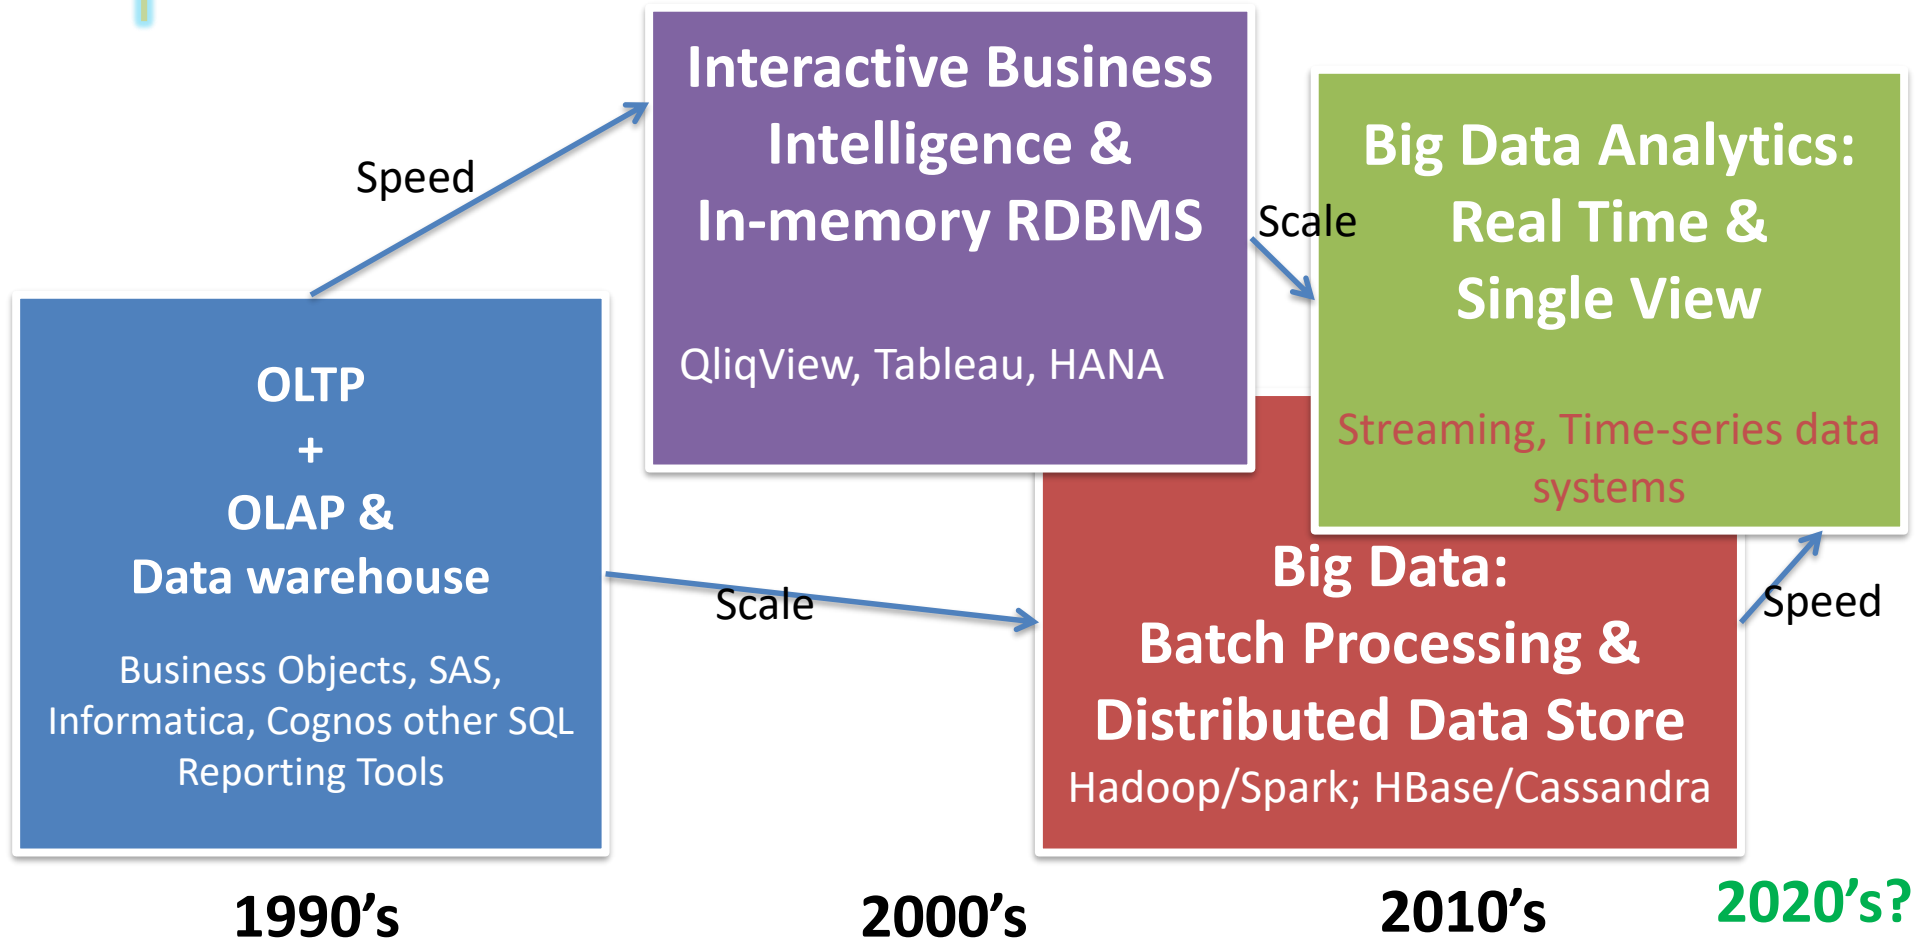 Interactive Business
Intelligence &
In-memory RDBMS
QliqView, Tableau, HANA
Speed
Scale
Big Data Analytics:
Real Time &
Single View
Streaming, Time-series data
systems
OLTP
+
OLAP &
Data warehouse
Business Objects, SAS,
Informatica, Cognos other SQL
Reporting Tools
Scale
Big Data:
Batch Processing &
Distributed Data Store
Hadoop/Spark; HBase/Cassandra
Speed
1990’s
2000’s
2010’s
2020’s?